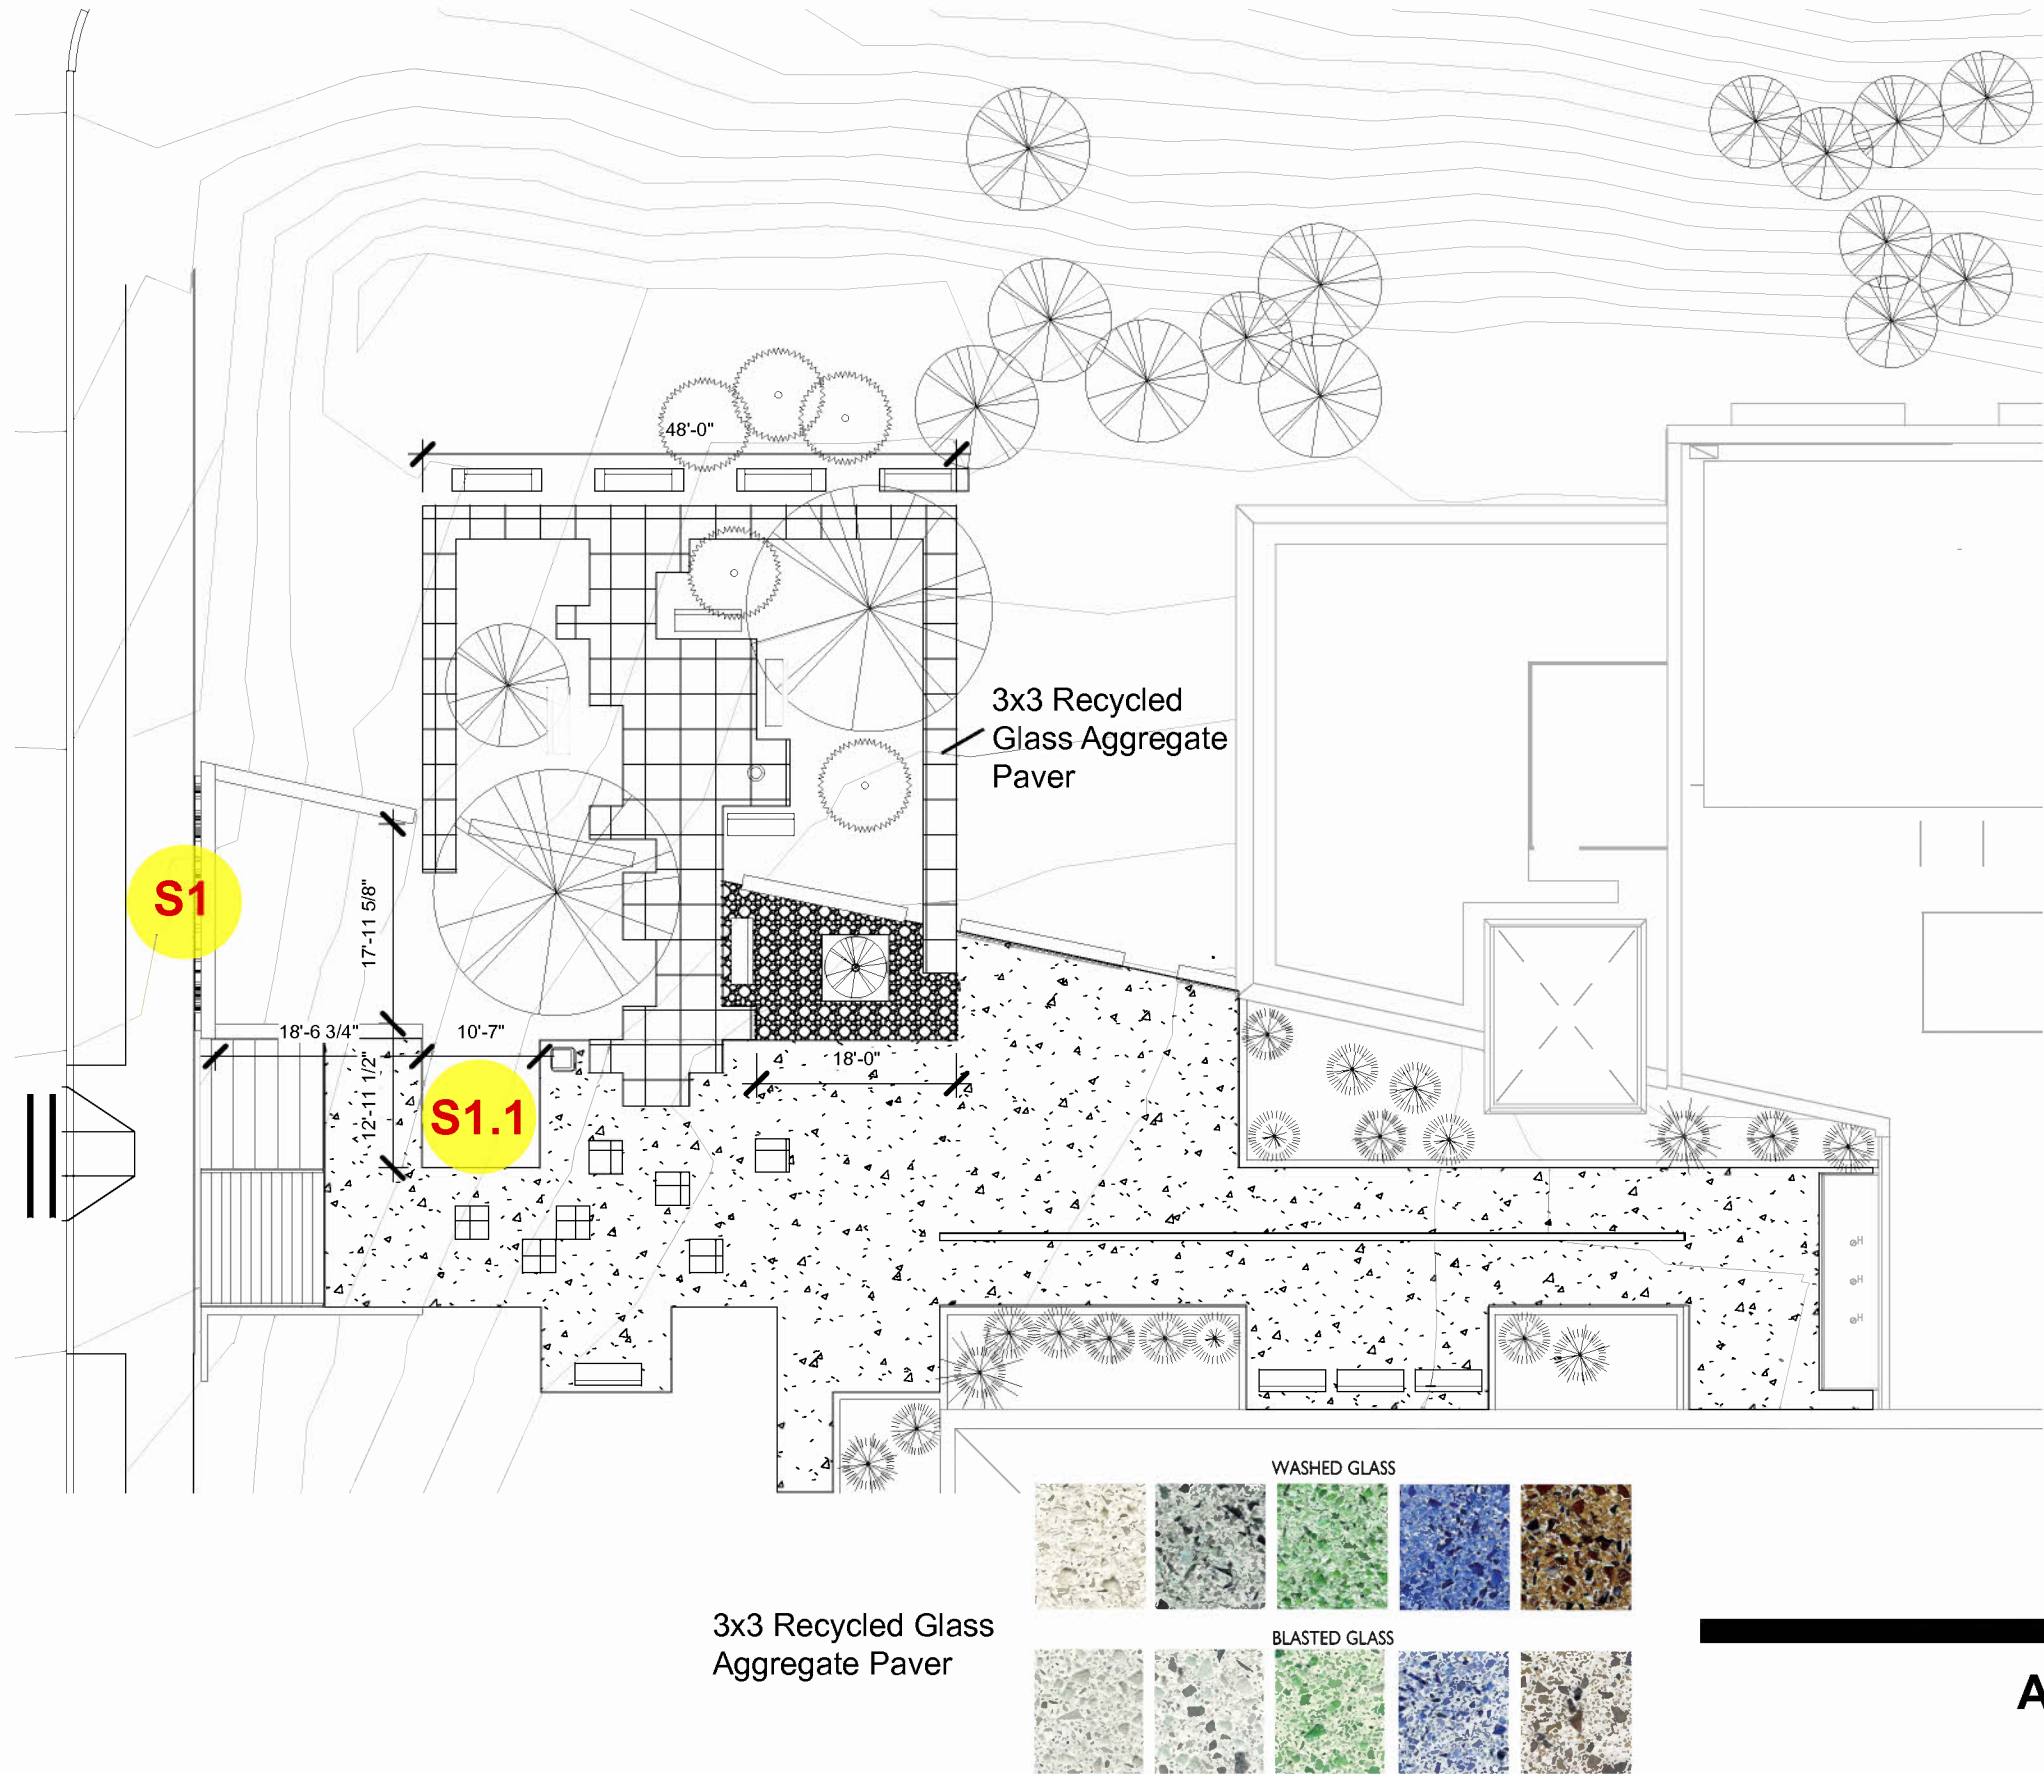 48'-0"
3x3 Recycled
Glass Aggregate
Paver
S1
17'-11 5/8"
18'-6 3/4"
10'-7"
12'-11 1/2"
18'-0"
S1.1
WASHED GLASS
3x3 Recycled Glass
Aggregate Paver
BLASTED GLASS
A